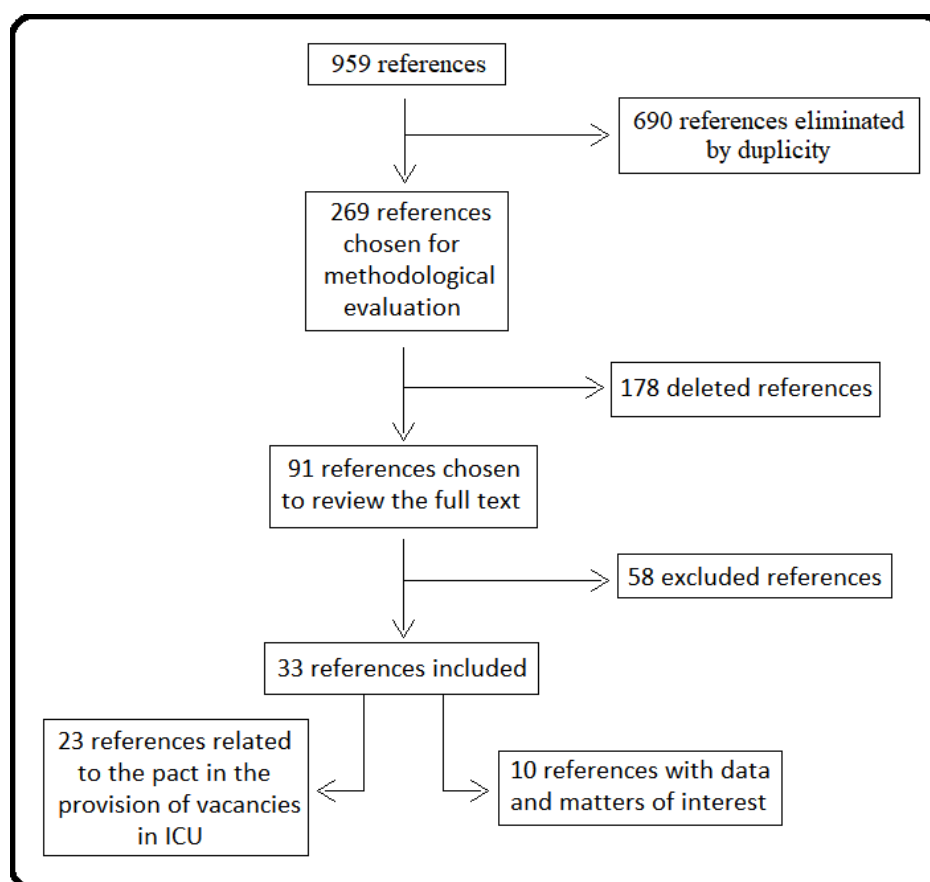 959 references
690 references eliminated
by duplicity
269 references
chosen for
methodological
evaluation
178 deleted references
91 references chosen
to review the full text
58 excluded references
33 references included
23 references related
to the pact in the
provision of vacancies
in ICU
10 references with data
and matters of interest